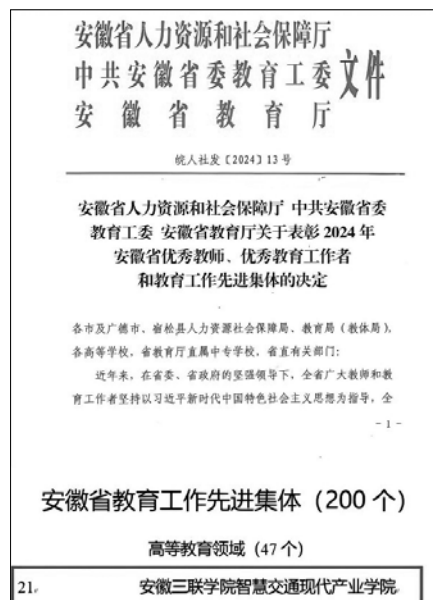 安徽省人力资源和社会保障厅
中共安徽省委教育工委文件
安徽省教育厅
皖人社发〔2024〕13号
安徽省人力资源和社会保障厅 中共安徽省委
教育工委 安徽省教育厅关于表彰 2024 年
安徽省优秀教师、优秀教育工作者
和教育工作先进集体的决定
各市及广德市、宿松县人力资源社会保障局、教育局（教体局），
各高等学校，省教育厅直属中专学校，省直有关部门：
近年来，在省委、省政府的坚强领导下，全省广大教师和教
育工作者坚持以习近平新时代中国特色社会主义思想为指导，全
- 1 -
安徽省教育工作先进集体（200 个）
高等教育领域（47 个）
21. 安徽三联学院智慧交通现代产业学院